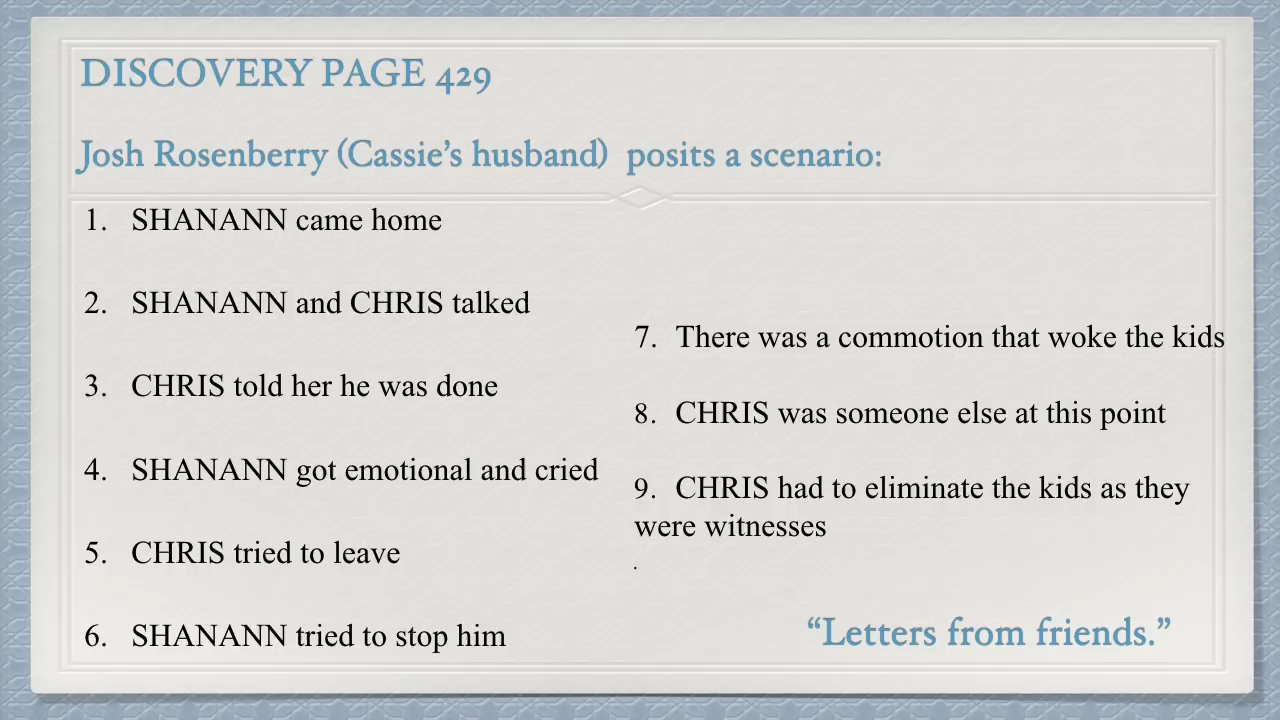 DISCOVERY PAGE 429
Josh Rosenberry (Cassie’s husband) posits a scenario:
1. SHANANN came home
2. SHANANN and CHRIS talked
3. CHRIS told her he was done
4. SHANANN got emotional and cried
5. CHRIS tried to leave
6. SHANANN tried to stop him
7. There was a commotion that woke the kids
8. CHRIS was someone else at this point
9. CHRIS had to eliminate the kids as they
were witnesses
.
“Letters from friends.”